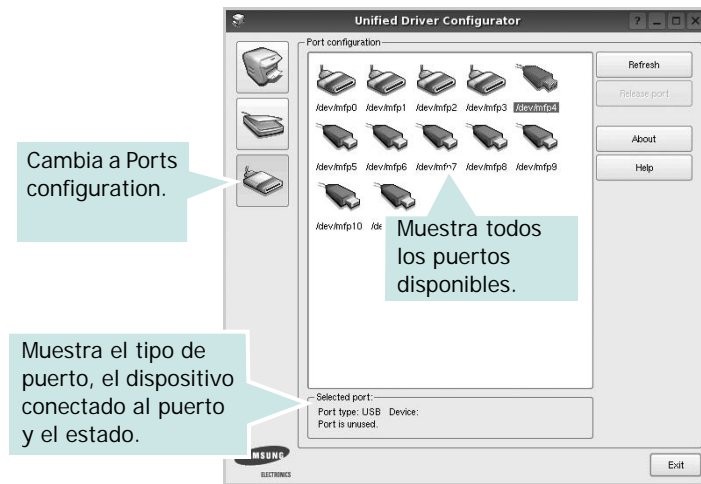 Unified Driver Configurator
Port configuration
/dev/mfp0 /dev/mfp1 /dev/mfp2 /dev/mfp3 /dev/mfp4
/dev/mfp5 /dev/mfp6 /dev/mfp7 /dev/mfp8 /dev/mfp9
/dev/mfp10
Refresh
Release port
About
Help
Cambia a Ports
configuration.
Muestra todos
los puertos
disponibles.
Muestra el tipo de
puerto, el dispositivo
conectado al puerto
y el estado.
Selected port:
Port type: USB Device:
Port is unused.
MSUNG
ELECTRONICS
Exit